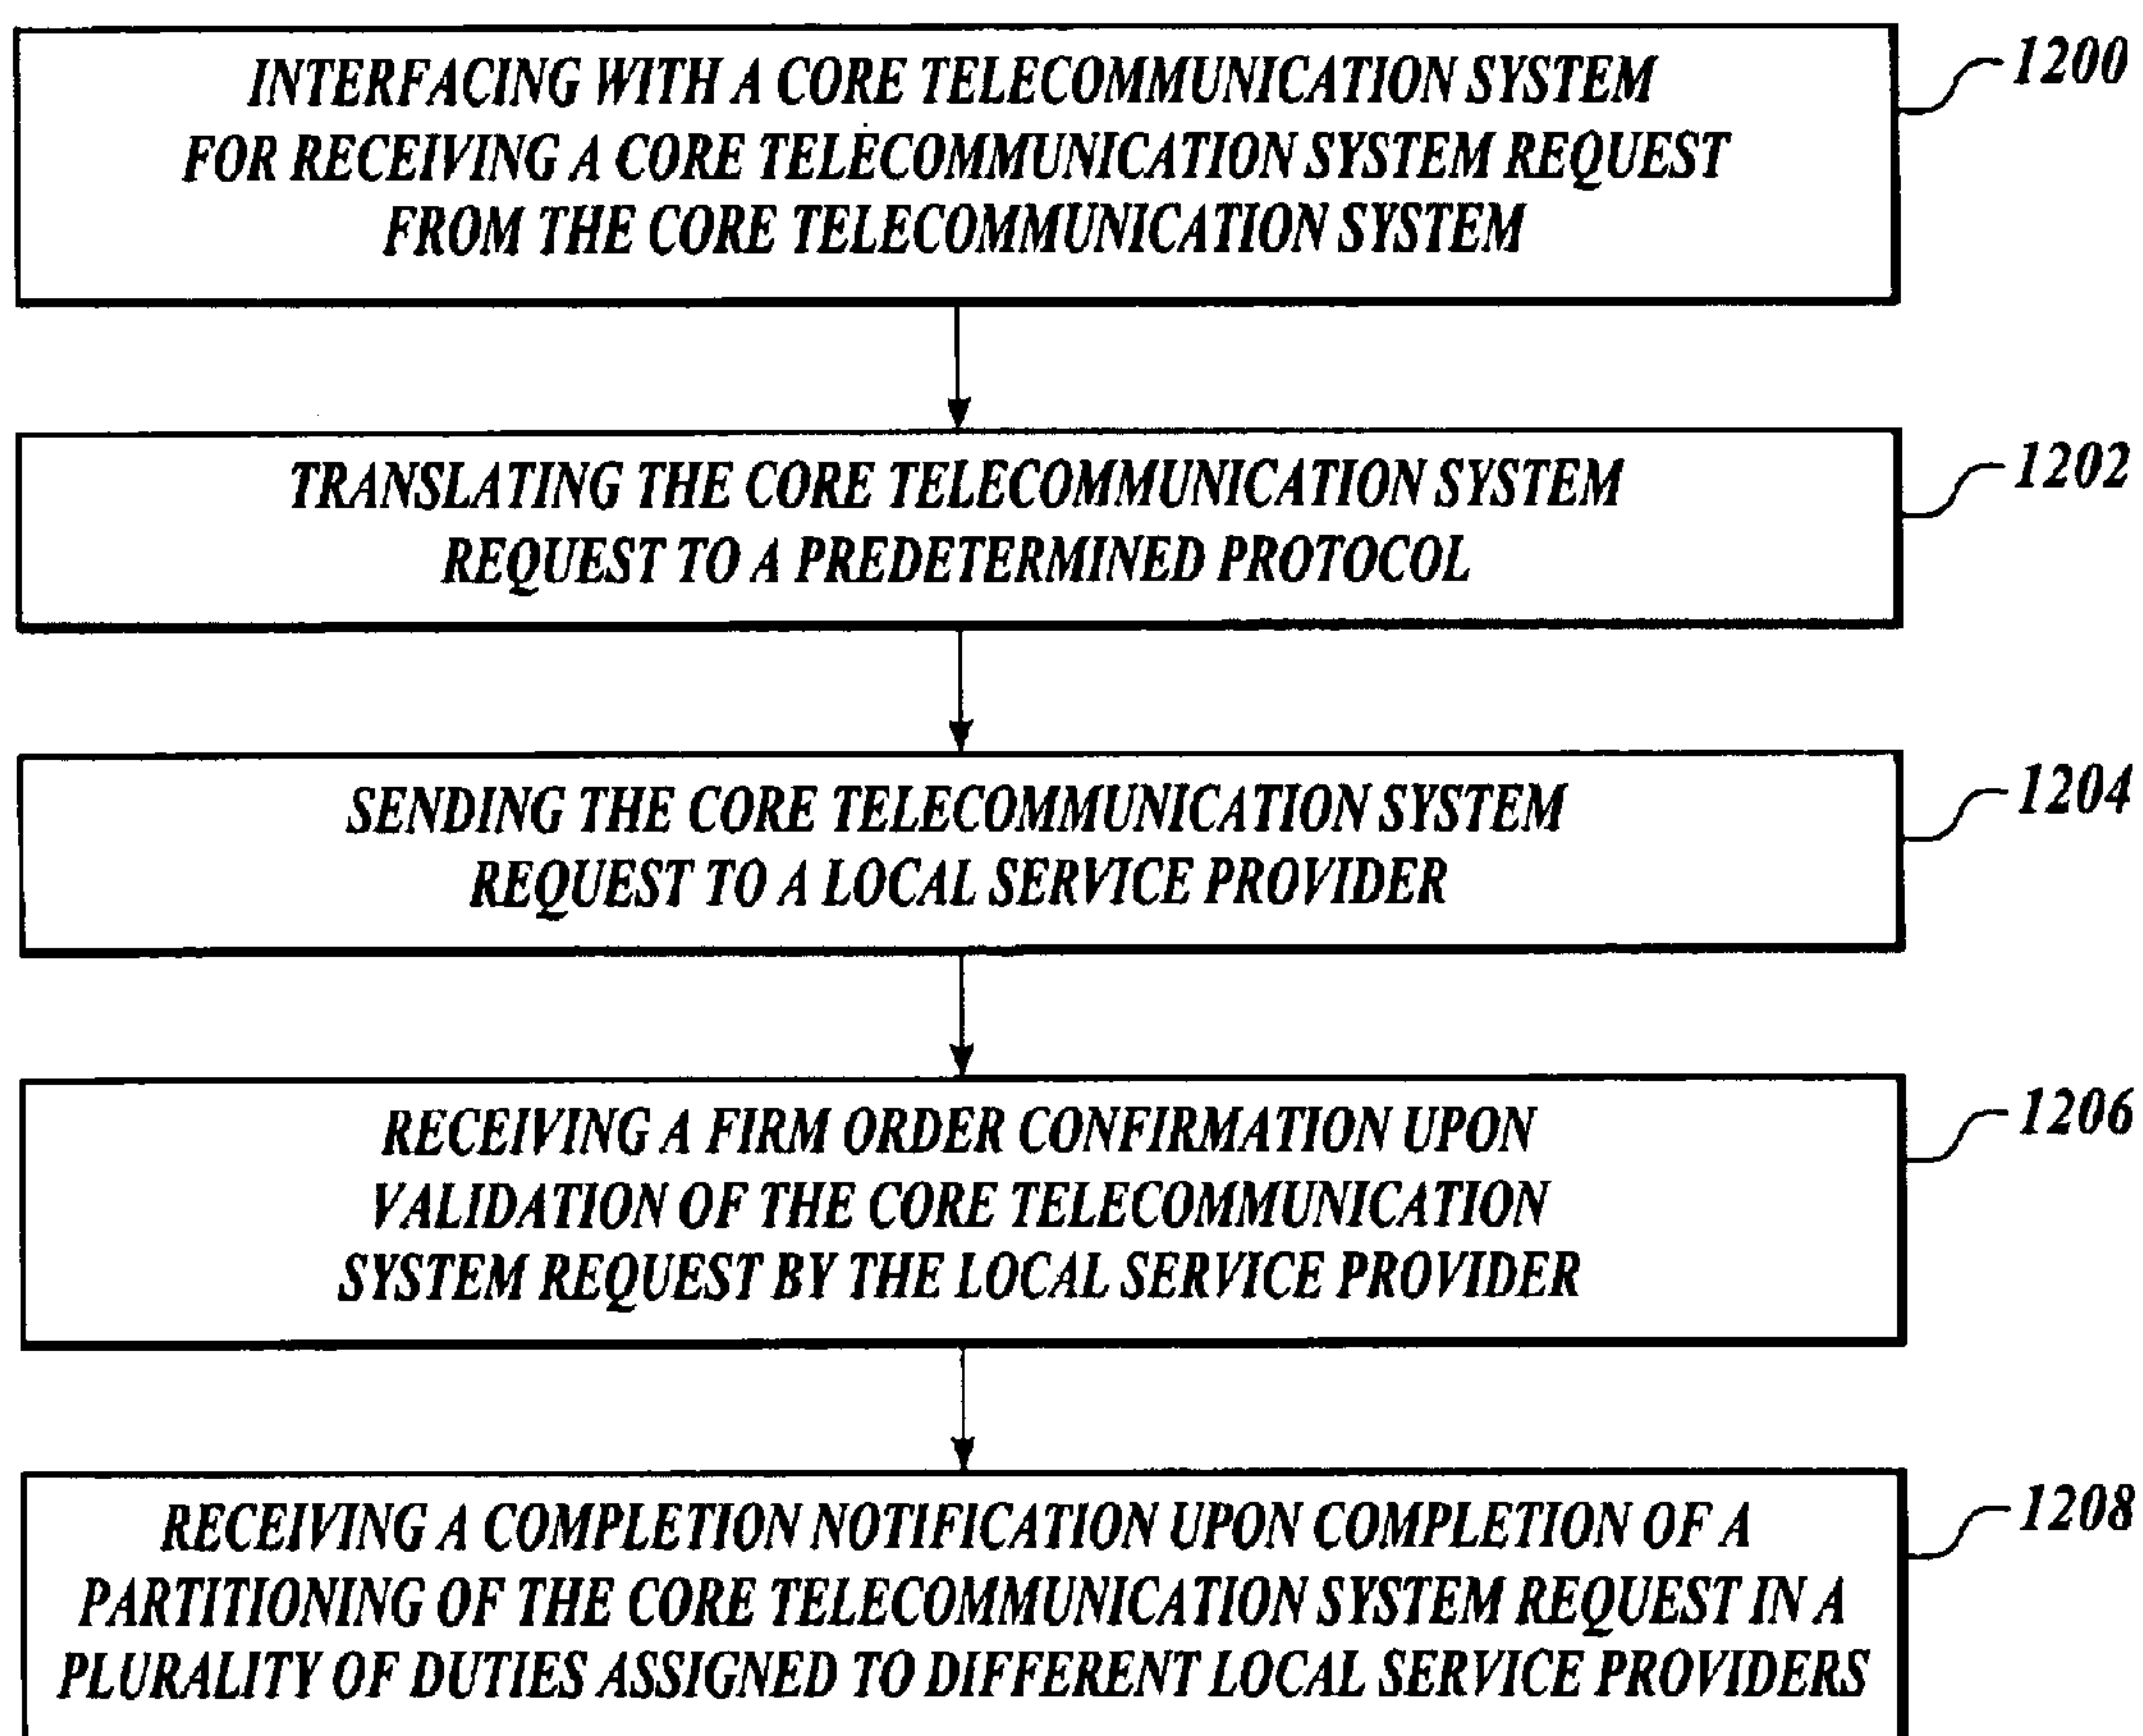 INTERFACING WITH A CORE TELECOMMUNICATION SYSTEM
FOR RECEIVING A CORE TELECOMMUNICATION SYSTEM REQUEST
FROM THE CORE TELECOMMUNICATION SYSTEM
1200
TRANSLATING THE CORE TELECOMMUNICATION SYSTEM
REQUEST TO A PREDETERMINED PROTOCOL
1202
SENDING THE CORE TELECOMMUNICATION SYSTEM
REQUEST TO A LOCAL SERVICE PROVIDER
1204
RECEIVING A FIRM ORDER CONFIRMATION UPON
VALIDATION OF THE CORE TELECOMMUNICATION
SYSTEM REQUEST BY THE LOCAL SERVICE PROVIDER
1206
RECEIVING A COMPLETION NOTIFICATION UPON COMPLETION OF A
PARTITIONING OF THE CORE TELECOMMUNICATION SYSTEM REQUEST IN A
PLURALITY OF DUTIES ASSIGNED TO DIFFERENT LOCAL SERVICE PROVIDERS
1208